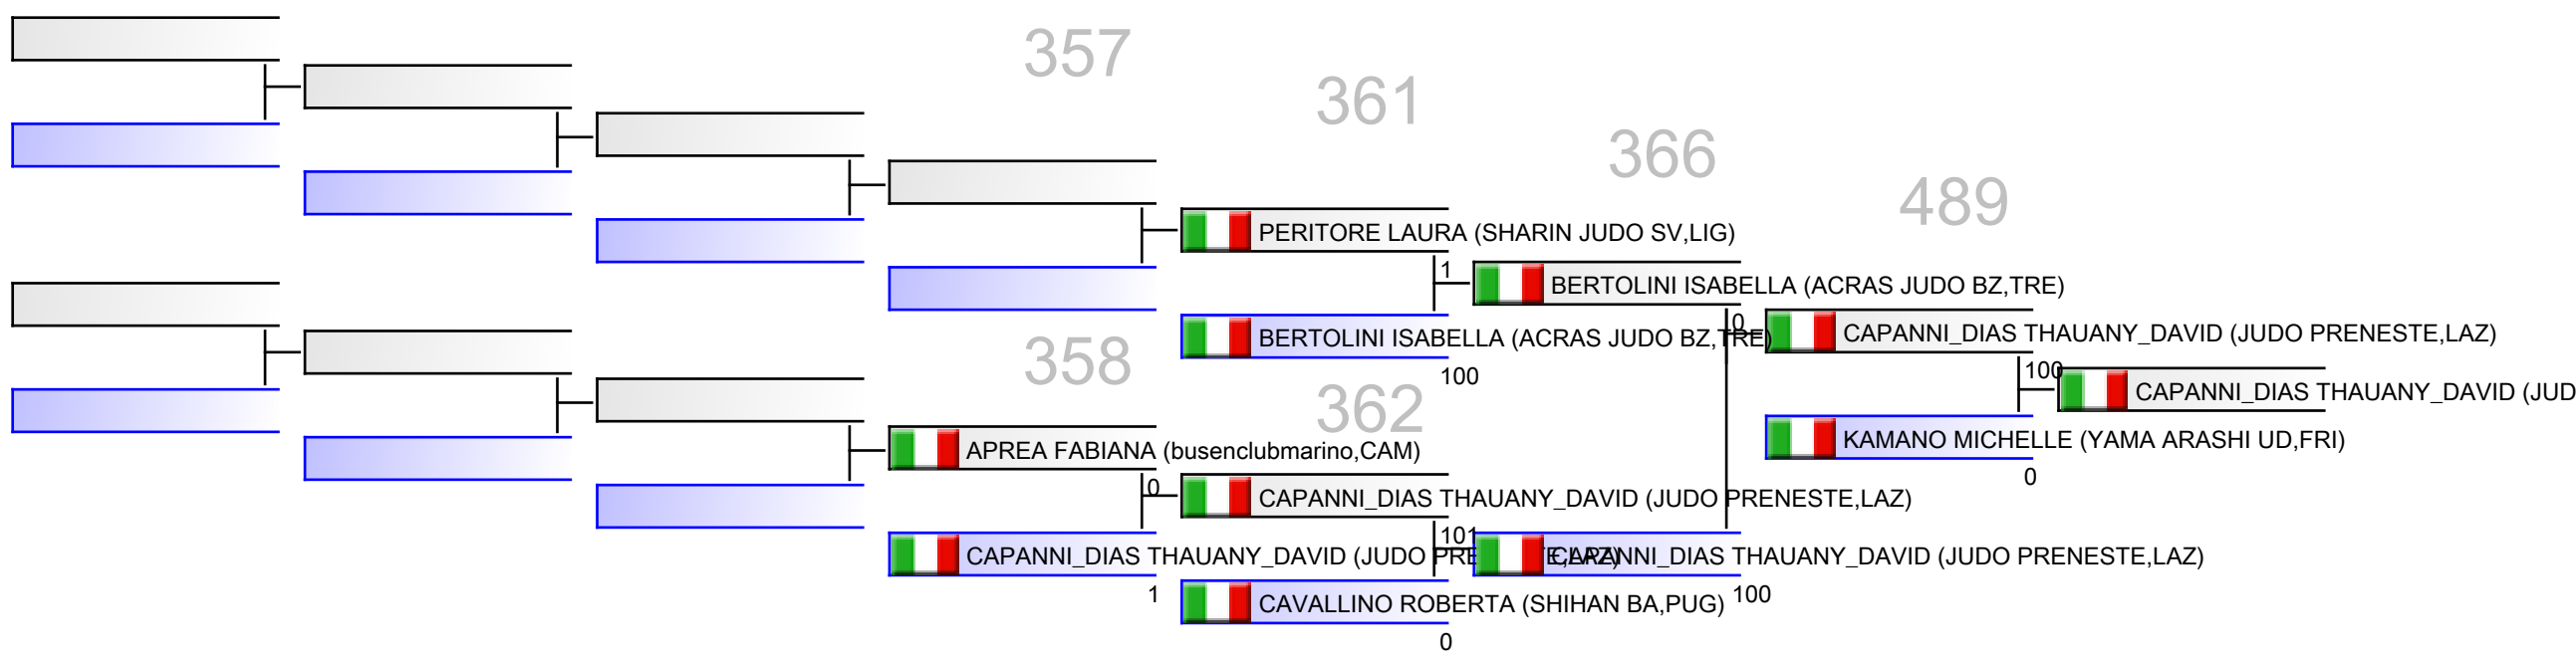 357
361
366
489
PERITORE LAURA (SHARIN JUDO SV,LIG)
1
BERTOLINI ISABELLA (ACRAS JUDO BZ,TRE)
0
CAPANNI_DIAS THAUANY_DAVID (JUDO PRENESTE,LAZ)
BERTOLINI ISABELLA (ACRAS JUDO BZ,TRE)
358
100
100
CAPANNI_DIAS THAUANY_DAVID (JUD
362
KAMANO MICHELLE (YAMA ARASHI UD,FRI)
APREA FABIANA (busenclubmarino,CAM)
0
0
CAPANNI_DIAS THAUANY_DAVID (JUDO PRENESTE,LAZ)
101
CAPANNI_DIAS THAUANY_DAVID (JUDO PRENESTE,LAZ)
CAPANNI_DIAS THAUANY_DAVID (JUDO PRENESTE,LAZ)
1
100
CAVALLINO ROBERTA (SHIHAN BA,PUG)
0